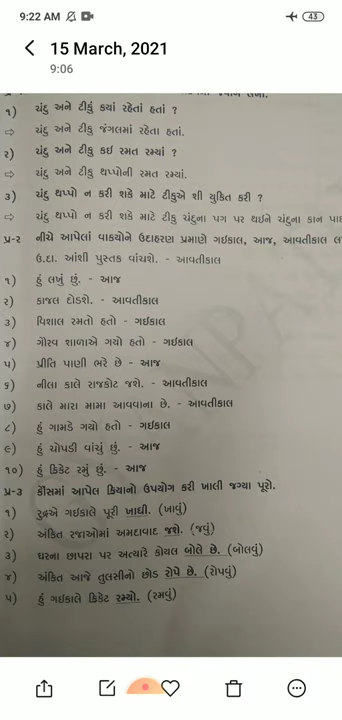 9:22 AM
43
15 March, 2021
9:06
૧) ચંદુ અને ટીકું કયાં રહેતાં હતાં ?
⇨ ચંદુ અને ટીકુ જંગલમાં રહેતા હતાં.
૨) ચંદુ અને ટીકુ કઈ રમત રમ્યાં ?
⇨ ચંદુ અને ટીકુ થપ્પોની રમત રમ્યાં.
૩) ચંદુ થપ્પો ન કરી શકે માટે ટીકુએ શી યુકિત કરી ?
⇨ ચંદુ થપ્પો ન કરી શકે માટે ટીકુ ચંદુના પગ પર થઈને ચંદુના કાન
પ્ર-૨ નીચે આપેલાં વાકયોને ઉદાહરણ પ્રમાણે ગઈકાલ, આજ, આવતીકાલ
ઉ.દા. આંશી પુસ્તક વાંચશે. - આવતીકાલ
૧) હું લખું છું. - આજ
૨) કાજલ દોડશે. - આવતીકાલ
૩) વિશાલ રમતો હતો - ગઈકાલ
૪) ગૌરવ શાળાએ ગયો હતો - ગઈકાલ
૫) પ્રીતિ પાણી ભરે છે - આજ
૬) નીલા કાલે રાજકોટ જશે. - આવતીકાલ
૭) કાલે મારા મામા આવવાના છે. - આવતીકાલ
૮) હું ગામડે ગયો હતો - ગઈકાલ
૯) હું ચોપડી વાંચું છું. - આજ
૧૦) હું ક્રિકેટ રમું છું. - આજ
પ્ર-૩ કૌંસમાં આપેલ ક્રિયાનો ઉપયોગ કરી ખાલી જગ્યા પૂરો.
૧) રુદ્રએ ગઈકાલે પૂરી ખાધી. (ખાવું)
૨) અંકિત રજાઓમાં અમદાવાદ જશે. (જવું)
૩) ઘરના છાપરા પર અત્યારે કોયલ બોલે છે. (બોલવું)
૪) અંકિત આજે તુલસીનો છોડ રોપે છે. (રોપવું)
૫) હું ગઈકાલે ક્રિકેટ રમ્યો. (રમવું)